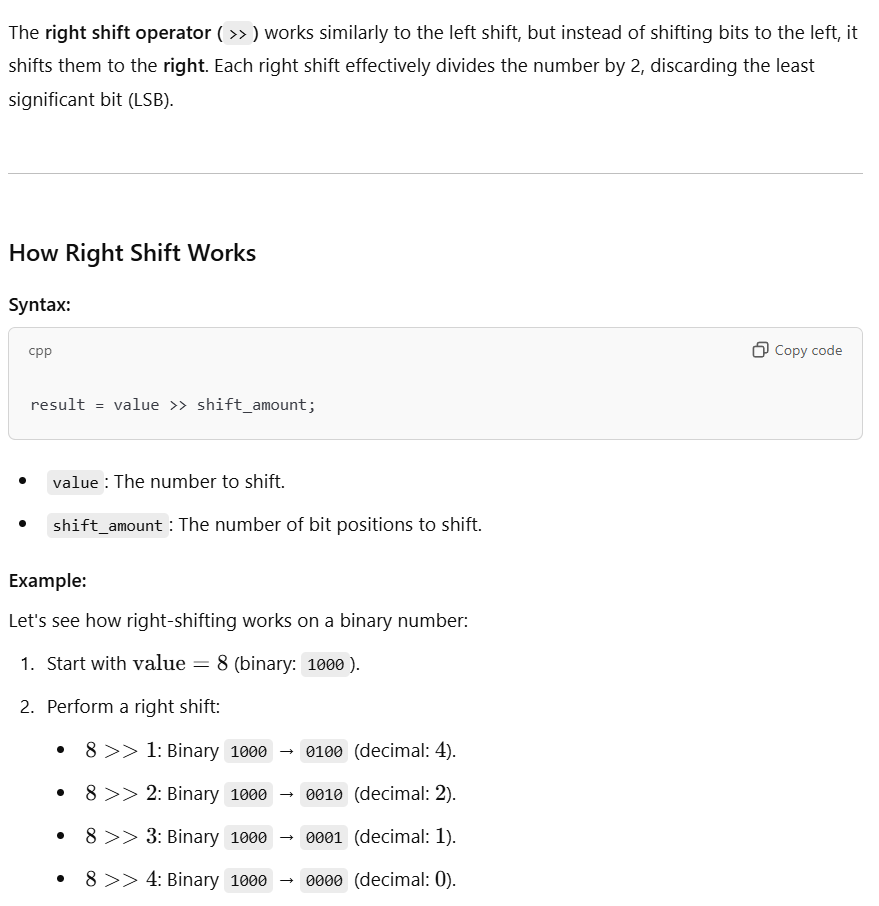 The right shift operator ( >> ) works similarly to the left shift, but instead of shifting bits to the left, it
shifts them to the right. Each right shift effectively divides the number by 2, discarding the least
significant bit (LSB).
How Right Shift Works
Syntax:
cpp
Copy code
result = value >> shift_amount;
• value : The number to shift.
• shift_amount : The number of bit positions to shift.
Example:
Let's see how right-shifting works on a binary number:
1. Start with value = 8 (binary: 1000 ).
2. Perform a right shift:
• 8 >> 1: Binary 1000 → 0100 (decimal: 4).
• 8 >> 2: Binary 1000 → 0010 (decimal: 2).
• 8 >> 3: Binary 1000 → 0001 (decimal: 1).
• 8 >> 4: Binary 1000 → 0000 (decimal: 0).